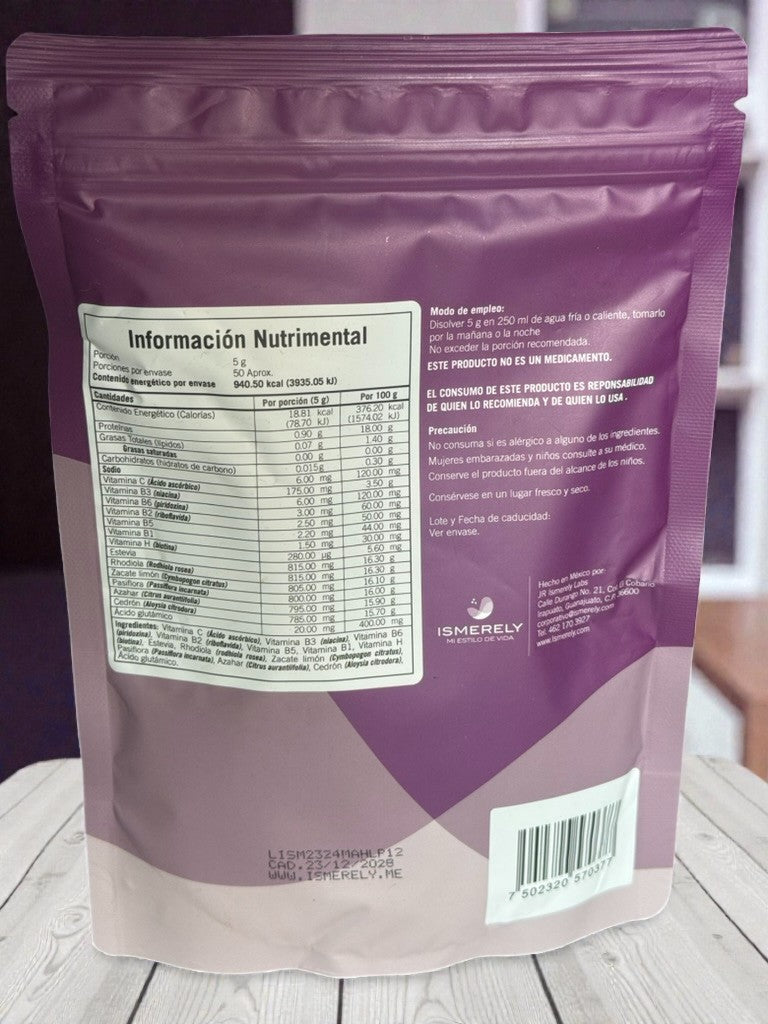 Información Nutrimental
Porción 5 g
Porciones por envase 50 Aprox.
Contenido energético por envase 940.50 kcal (3935.05 kJ)
Cantidades Por porción (5 g) Por 100 g
Contenido Energético (Calorías) 18.81 kcal 376.20 kcal
(78.70 kJ) (1574.02 kJ)
Proteínas 0.90 g 18.00 g
Grasas Totales (lípidos) 0.07 g 1.40 g
Grasas saturadas 0.00 g 0.00 g
Carbohidratos (hidratos de carbono) 0.015g 0.30 g
Sodio 6.00 mg 120.00 mg
Vitamina C (Ácido ascórbico) 175.00 mg 3.50 g
Vitamina B3 (niacina) 6.00 mg 120.00 mg
Vitamina B6 (piridozina) 3.00 mg 60.00 mg
Vitamina B2 (riboflavida) 2.50 mg 50.00 mg
Vitamina B5 2.20 mg 44.00 mg
Vitamina B1 1.50 mg 30.00 mg
Vitamina H (biotina) 280.00 µg 5.60 mg
Estevia 815.00 mg 16.30 g
Rhodiola (Rodhiola rosea) 815.00 mg 16.30 g
Zacate limón (Cymbopogon citratus) 805.00 mg 16.10 g
Pasiflora (Passiflora incarnata) 800.00 mg 16.00 g
Azahar (Citrus aurantiifolia) 795.00 mg 15.90 g
Cedrón (Aloysia citrodora) 785.00 mg 15.70 g
Ácido glutámico 20.00 mg 400.00 mg
Ingredientes: Vitamina C (Ácido ascórbico), Vitamina B3 (niacina), Vitamina B6
(piridozina), Vitamina B2 (riboflavida), Vitamina B5, Vitamina B1, Vitamina H
(biotina), Estevia, Rhodiola (rodhiola rosea), Zacate limón (Cymbopogon citratus),
Pasiflora (Passiflora incarnata), Azahar (Citrus aurantiifolia), Cedrón (Aloysia citrodora),
Ácido glutámico.
Modo de empleo:
Disolver 5 g en 250 ml de agua fría o caliente, tomarlo
por la mañana o la noche
No exceder la porción recomendada.
ESTE PRODUCTO NO ES UN MEDICAMENTO.
EL CONSUMO DE ESTE PRODUCTO ES REPONSABILIDAD
DE QUIEN LO RECOMIENDA Y DE QUIEN LO USA .
Precaución
No consuma si es alérgico a alguno de los ingredientes.
Mujeres embarazadas y niños consulte a su médico.
Conserve el producto fuera del alcance de los niños.
Consérvese en un lugar fresco y seco.
Lote y Fecha de caducidad:
Ver envase.
ISMERELY
MI ESTILO DE VIDA
Hecho en México por:
JR Ismerely Labs
Calle Durango No. 21, Col G Cobario
Irapuato, Guanajuato, C.P. 36600
corporativo@ismerely.com
Tel. 462 170 3927
www.Ismerely.com
LISM2324MAHLP12
CAD.23/12/2028
WWW.ISMERELY.ME
7 502320 570377